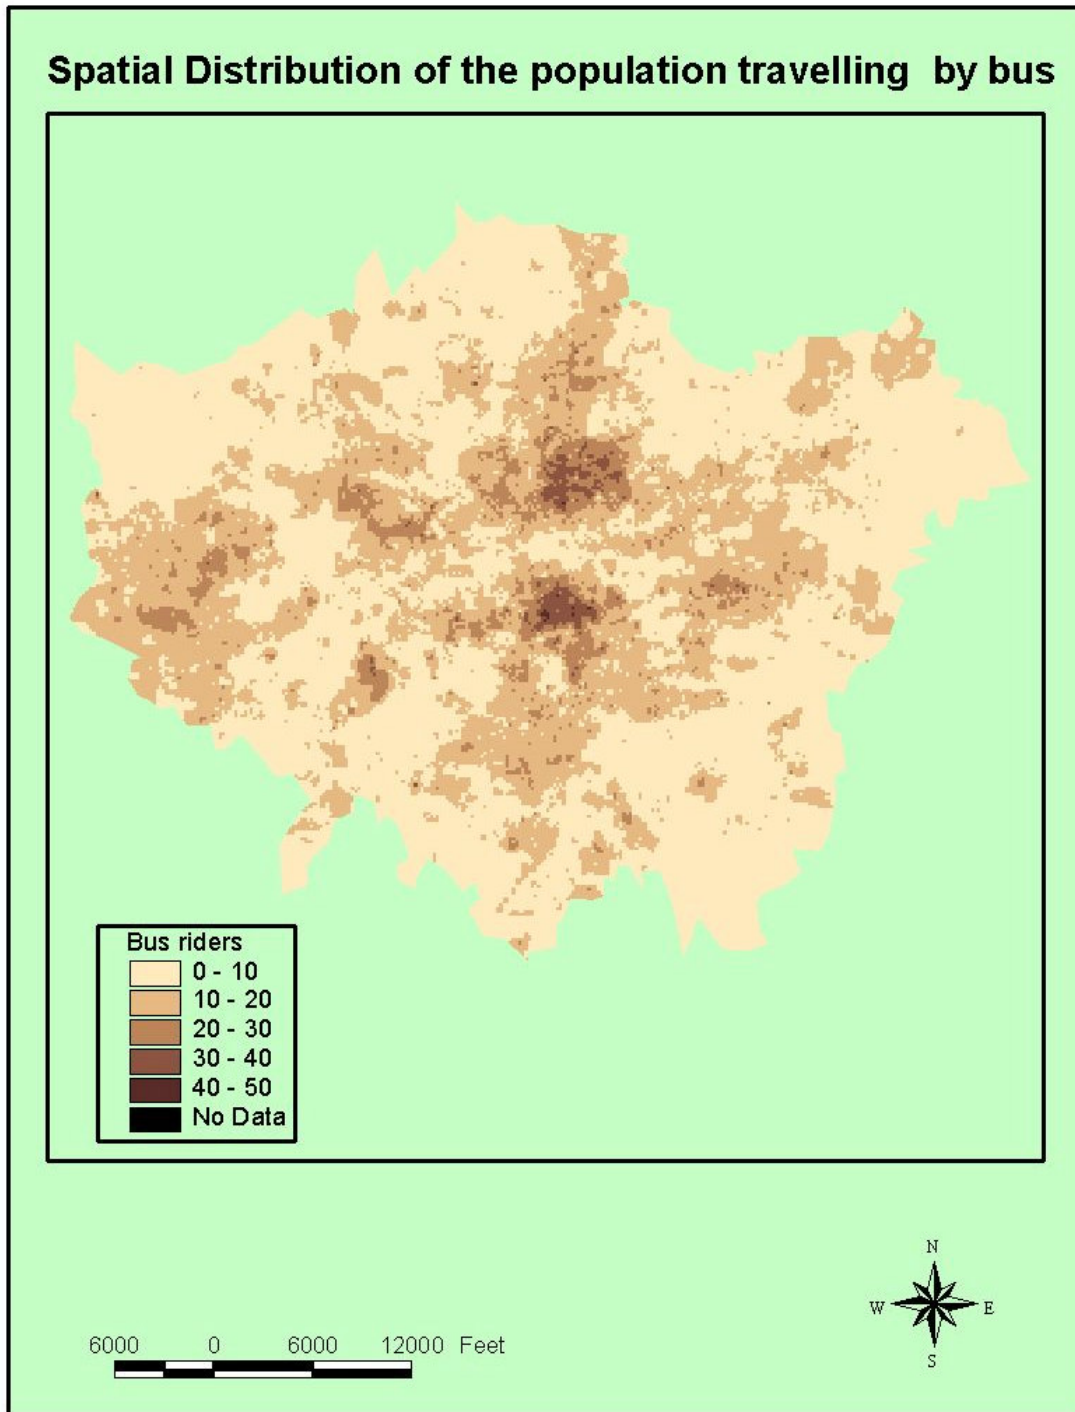 Spatial Distribution of the population travelling by bus
Bus riders
0 - 10
10 - 20
20 - 30
30 - 40
40 - 50
No Data
N
W E
S
6000 0 6000 12000 Feet